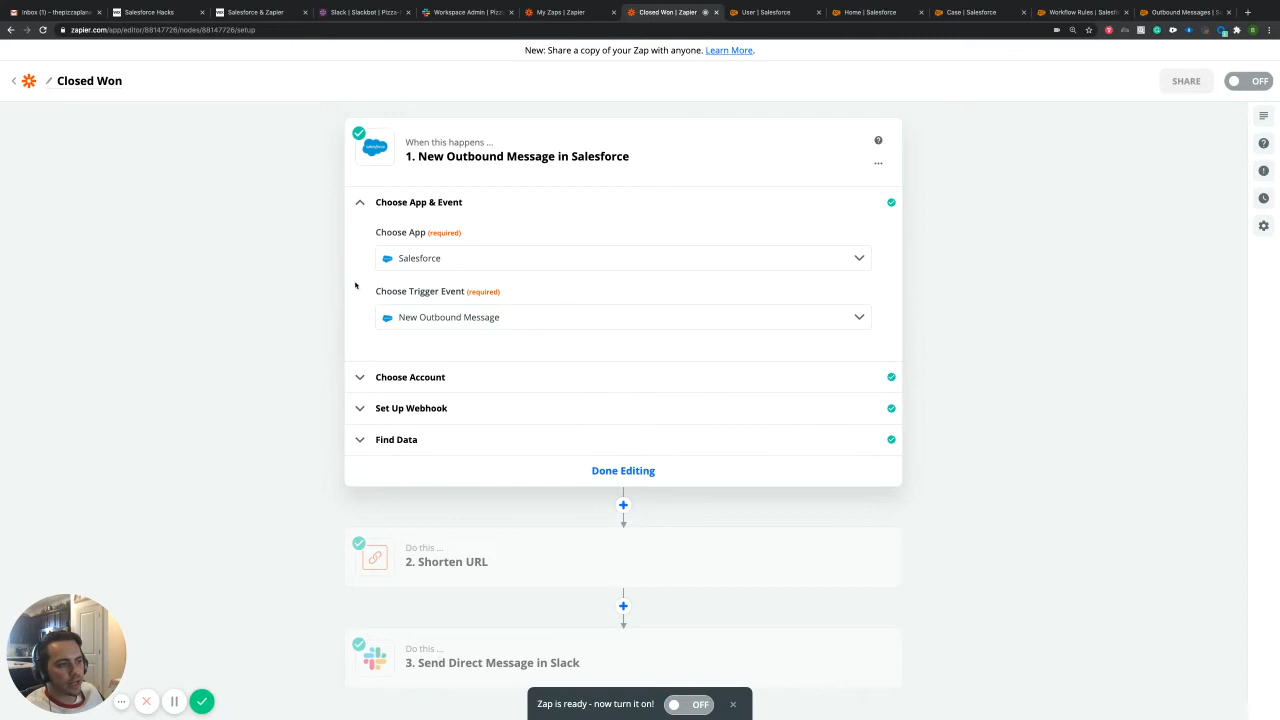 Inbox (1) - thepizzaplan
Salesforce Hacks
Salesforce & Zapier
Slack | Slackbot | Pizza-
Workspace Admin | Pizza-
My Zaps | Zapier
Closed Won | Zapier
User | Salesforce
Home | Salesforce
Case | Salesforce
Workflow Rules | Salesf
Outbound Messages | S
zapier.com/app/editor/88147726/nodes/88147726/setup
New: Share a copy of your Zap with anyone. Learn More.
Closed Won
SHARE
OFF
When this happens ...
1. New Outbound Message in Salesforce
Choose App & Event
Choose App (required)
Salesforce
Choose Trigger Event (required)
New Outbound Message
Choose Account
Set Up Webhook
Find Data
Done Editing
Do this ...
2. Shorten URL
Do this ...
3. Send Direct Message in Slack
Zap is ready - now turn it on!
OFF